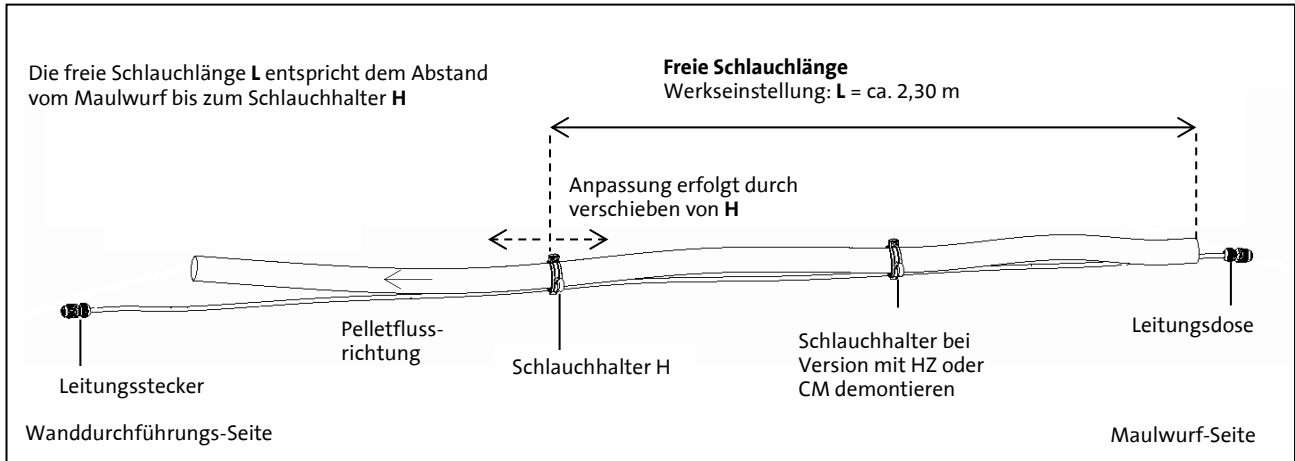 Die freie Schlauchlänge L entspricht dem Abstand
vom Maulwurf bis zum Schlauchhalter H
Freie Schlauchlänge
Werkseinstellung: L = ca. 2,30 m
Anpassung erfolgt durch
verschieben von H
Pelletfluss-
richtung
Schlauchhalter H
Schlauchhalter bei
Version mit HZ oder
CM demontieren
Leitungsdose
Leitungsstecker
Wanddurchführungs-Seite
Maulwurf-Seite